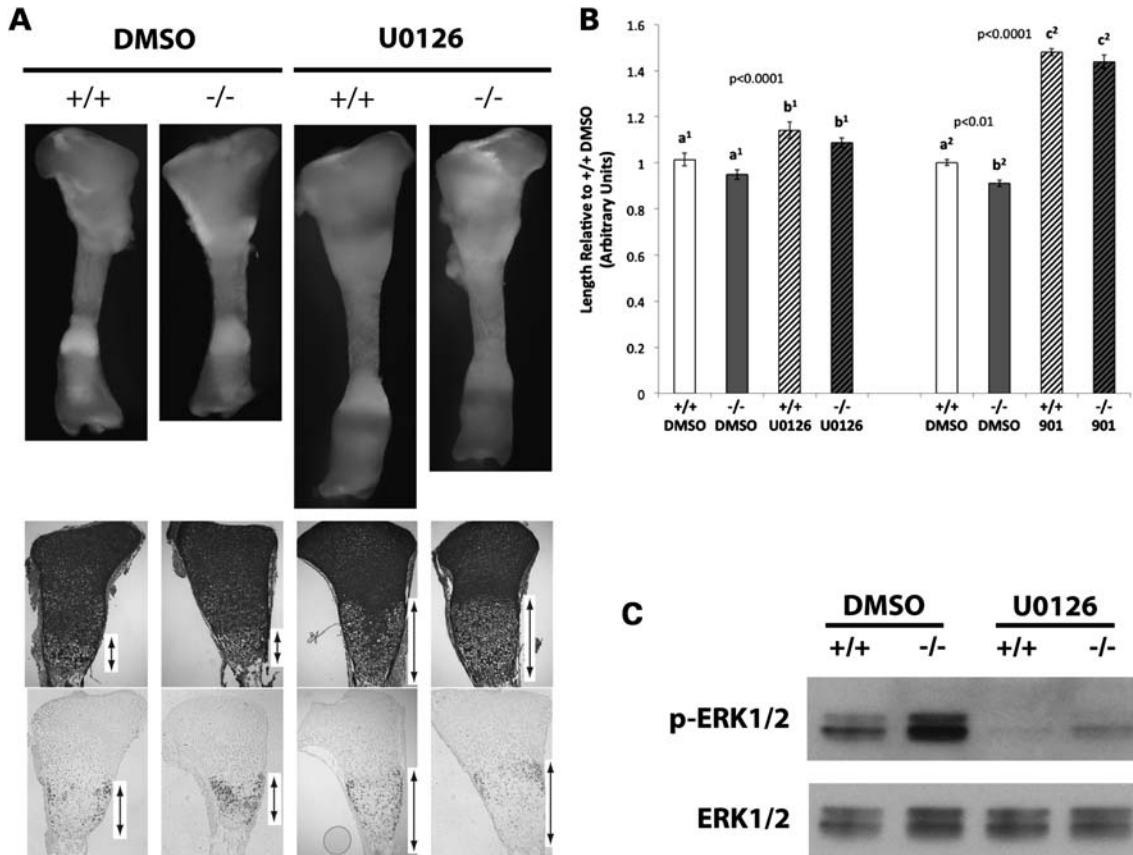 A
DMSO U0126
+/+ -/- +/+ -/-
B
Length Relative to +/+ DMSO
(Arbitrary Units)
1.6
1.4
1.2
1
0.8
0.6
0.4
0.2
0
p<0.0001
a¹ a¹ b¹ b¹
p<0.0001
p<0.01
a² b² c² c²
+/+ -/- +/+ -/- +/+ -/- +/+ -/-
DMSO DMSO U0126 U0126 DMSO DMSO 901 901
C
DMSO U0126
+/+ -/- +/+ -/-
p-ERK1/2
ERK1/2